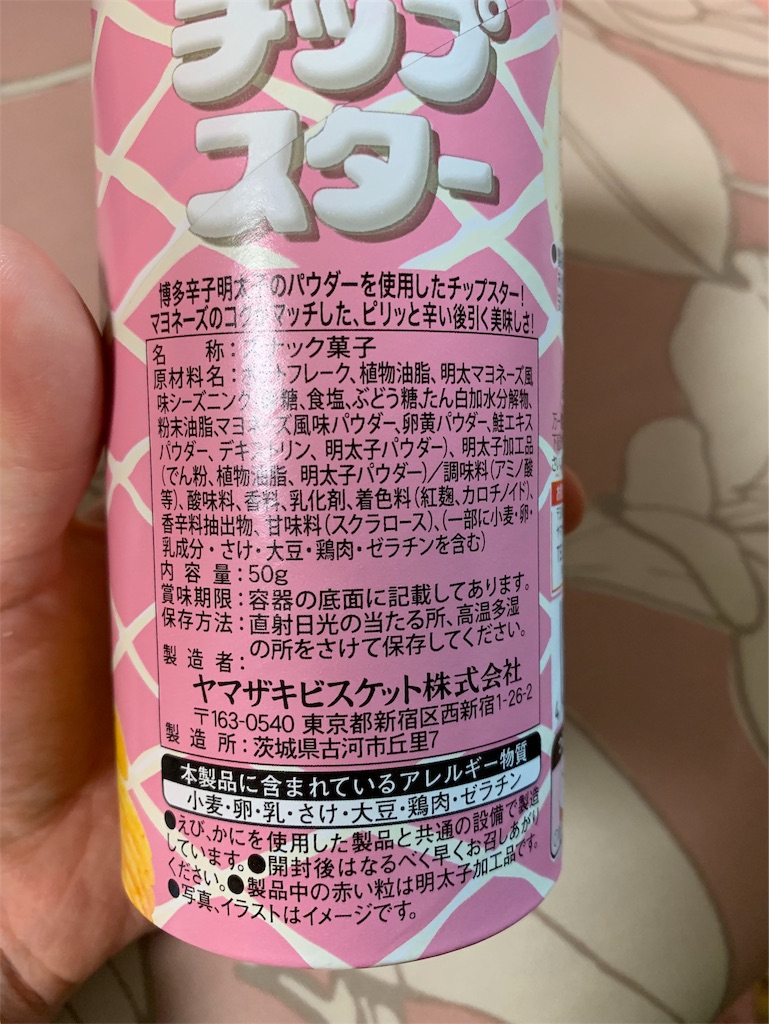 チップ
スター
博多辛子明太子のパウダーを使用したチップスター!
マヨネーズのコクがマッチした、ピリッと辛い後引く美味しさ!
名 称:スナック菓子
原材料名:ポテトフレーク、植物油脂、明太マヨネーズ風
味シーズニング(乳糖、食塩、ぶどう糖、たん白加水分解物、
粉末油脂、マヨネーズ風味パウダー、卵黄パウダー、鮭エキス
パウダー、デキストリン、明太子パウダー)、明太子加工品
(でん粉、植物油脂、明太子パウダー)/調味料(アミノ酸
等)、酸味料、香料、乳化剤、着色料(紅麹、カロチノイド)、
香辛料抽出物、甘味料(スクラロース)、(一部に小麦・卵・
乳成分・さけ・大豆・鶏肉・ゼラチンを含む)
内 容 量:50g
賞味期限:容器の底面に記載してあります。
保存方法:直射日光の当たる所、高温多湿
の所をさけて保存してください。
製 造 者:
ヤマザキビスケット株式会社
〒163-0540 東京都新宿区西新宿1-26-2
製 造 所:茨城県古河市丘里7
本製品に含まれているアレルギー物質
小麦・卵・乳・さけ・大豆・鶏肉・ゼラチン
●えび、かにを使用した製品と共通の設備で製造
しています。●開封後はなるべく早くお召しあがり
ください。●製品中の赤い粒は明太子加工品です。
●写真、イラストはイメージです。